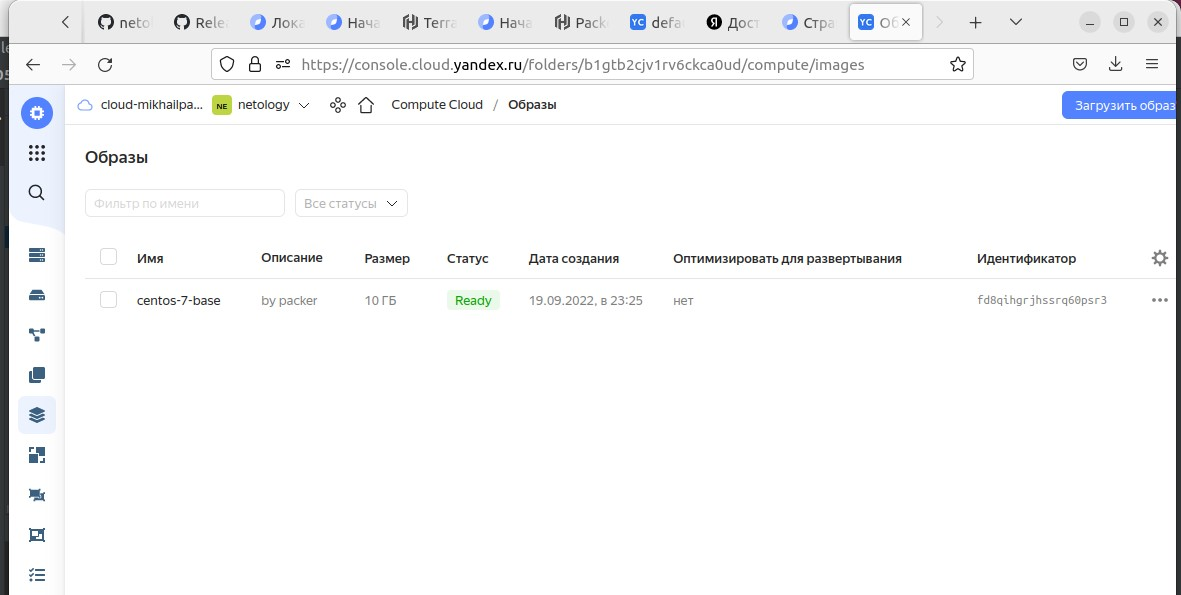 neto
Rele
Лока
Нача
Terra
Нача
Pack
YC defau
Я Дост
Стра
YC Об
https://console.cloud.yandex.ru/folders/b1gtb2cjv1rv6ckca0ud/compute/images
cloud-mikhailpa... NE netology Compute Cloud / Образы
Загрузить образ
Образы
Фильтр по имени
Все статусы
Имя Описание Размер Статус Дата создания Оптимизировать для развертывания Идентификатор
centos-7-base by packer 10 ГБ Ready 19.09.2022, в 23:25 нет fd8qihgrjhssrq60psr3